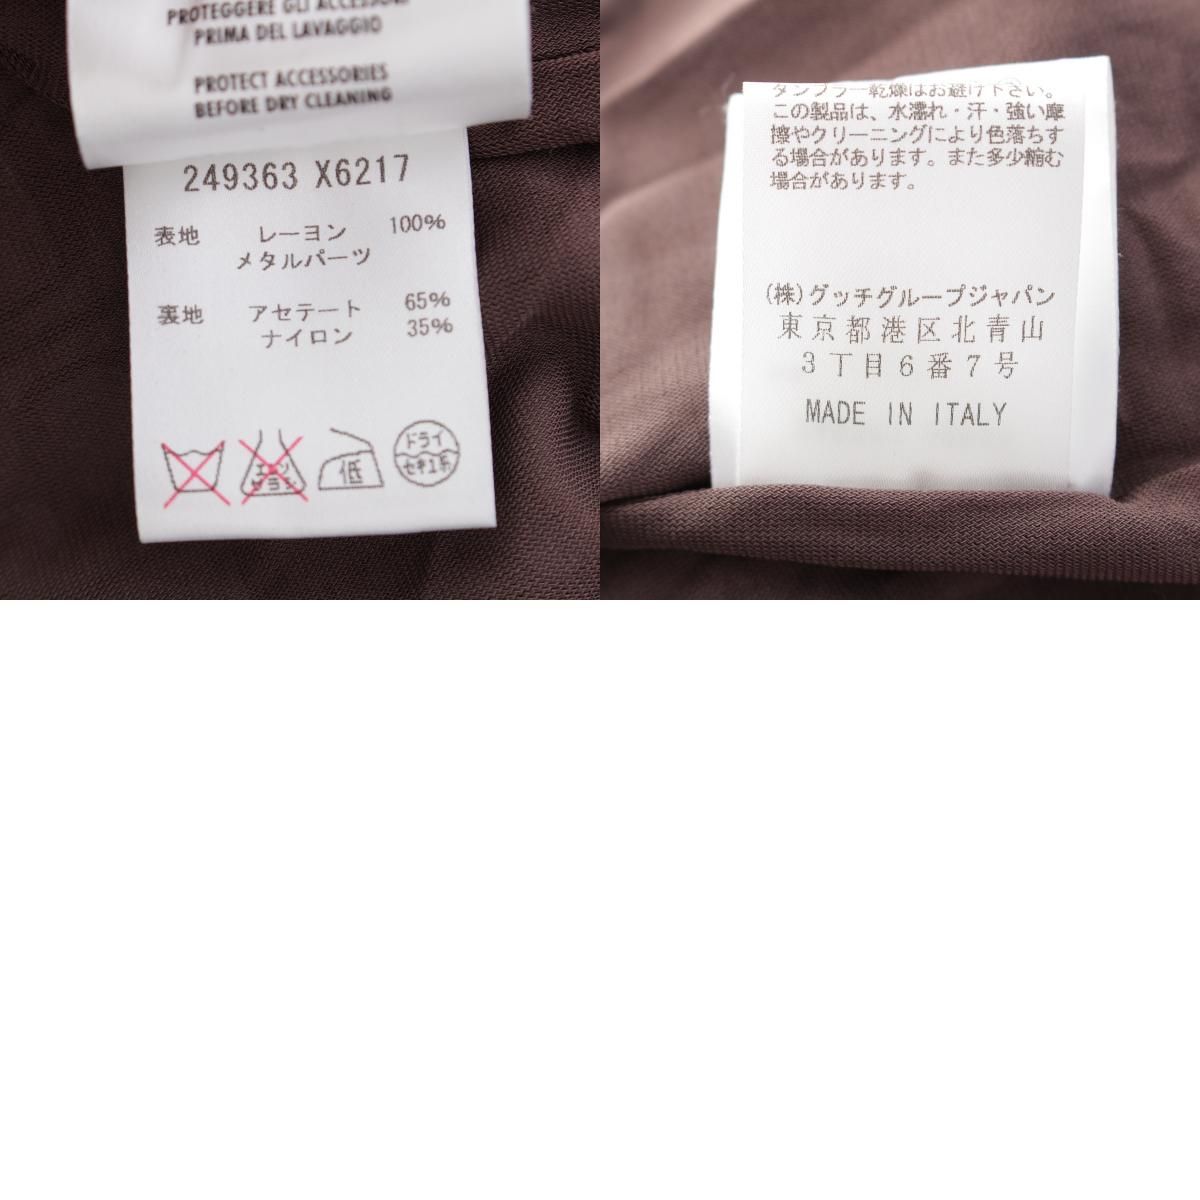 PROTEGGERE GLI ACCESSORI
PRIMA DEL LAVAGGIO
PROTECT ACCESSORIES
BEFORE DRY CLEANING
249363 X6217
表地 レーヨン 100%
メタルパーツ
裏地 アセテート 65%
ナイロン 35%
エンソ
サラシ
低
ドライ
セキユ系
タンブラー乾燥はお避け下さい。
この製品は、水濡れ・汗・強い摩
擦やクリーニングにより色落ちす
る場合があります。また多少縮む
場合があります。
(株)グッチグループジャパン
東京都港区北青山
3丁目6番7号
MADE IN ITALY